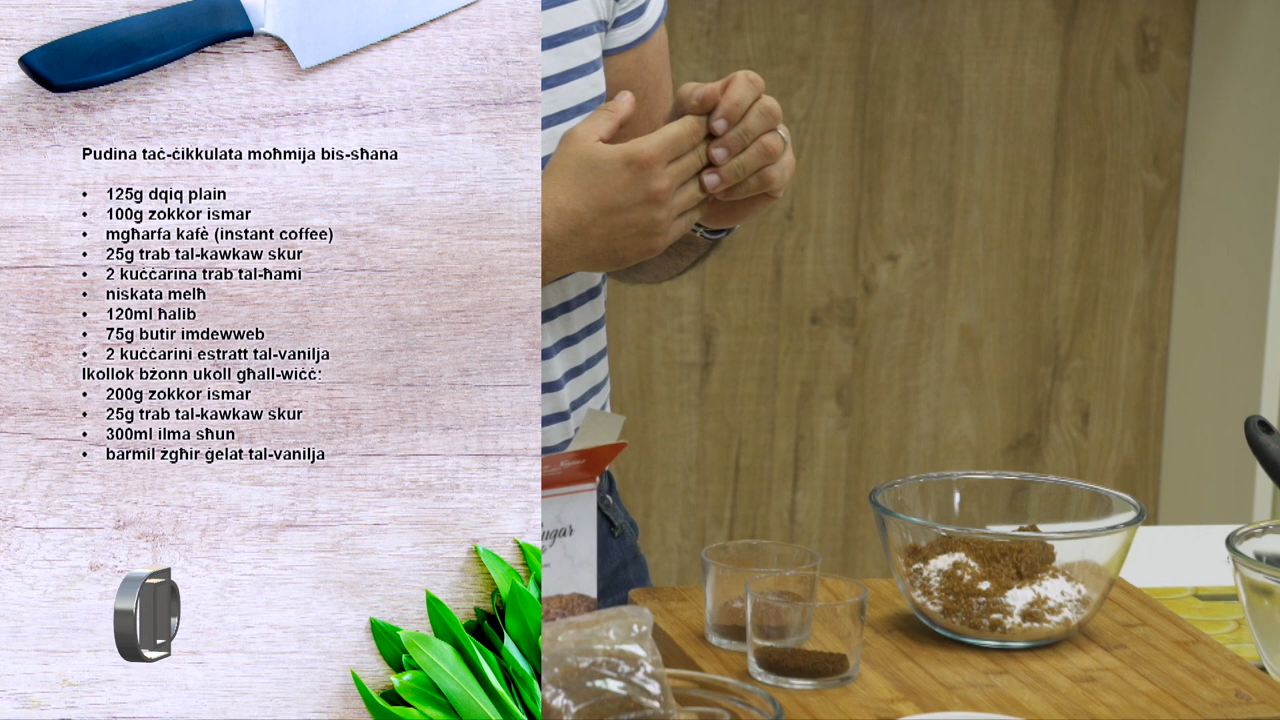 Pudina taċ-ċikkulata moħmija bis-sħana
• 125g dqiq plain
• 100g zokkor ismar
• mgħarfa kafè (instant coffee)
• 25g trab tal-kawkaw skur
• 2 kuċċarina trab tal-ħami
• niskata melħ
• 120ml ħalib
• 75g butir imdewweb
• 2 kuċċarini estratt tal-vanilja
Ikollok bżonn ukoll għall-wiċċ:
• 200g zokkor ismar
• 25g trab tal-kawkaw skur
• 300ml ilma sħun
• barmil żgħir ġelat tal-vanilja